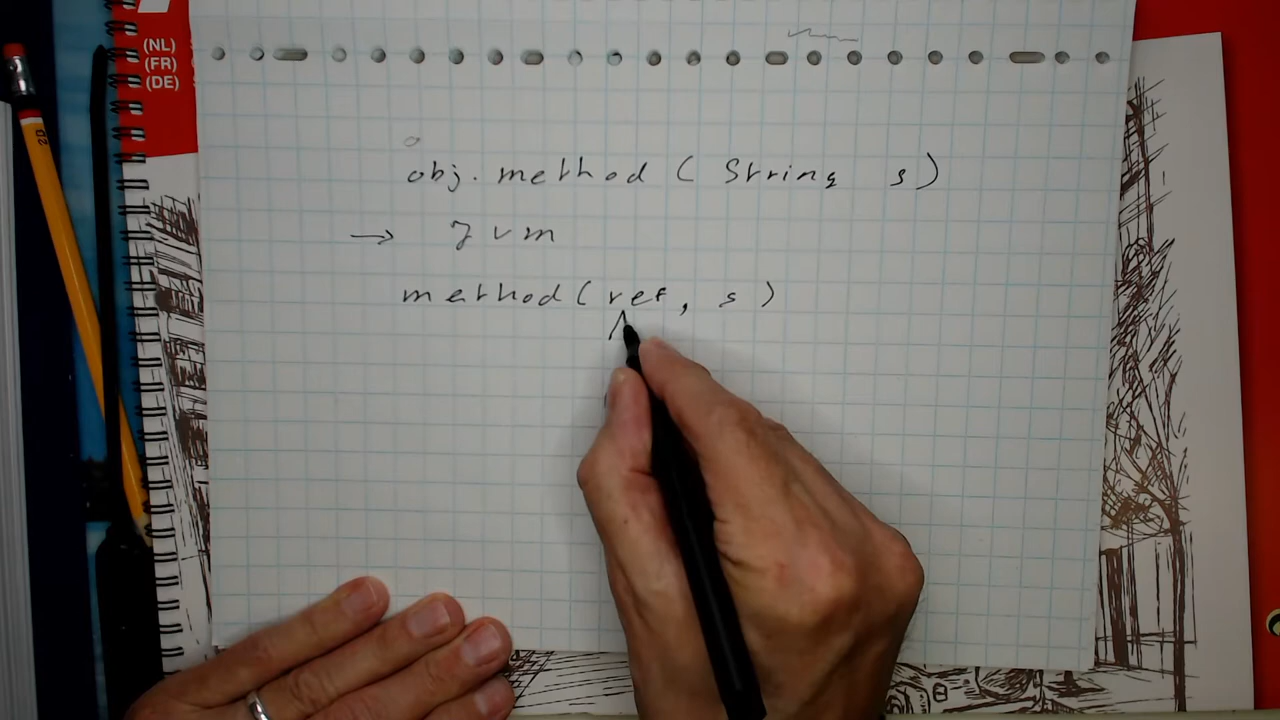 (NL)
(FR)
(DE)
obj.method ( String s )
→ Jvm
method ( ref, s )